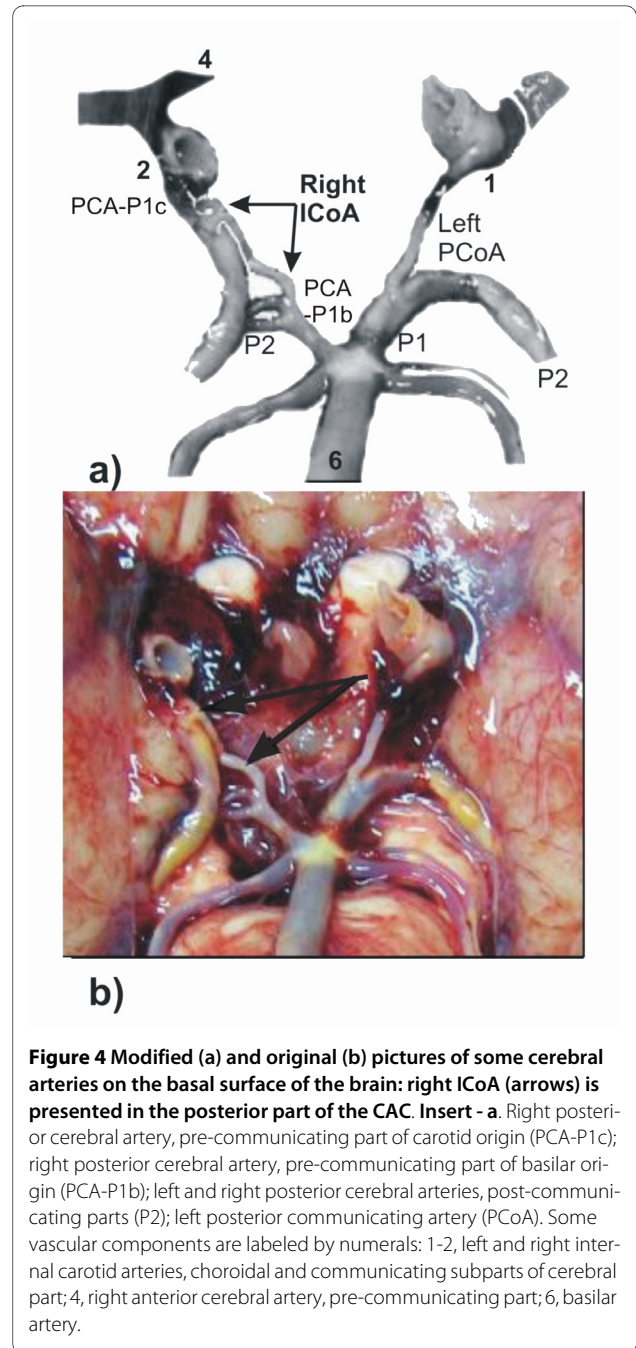 4
2
Right
ICoA
1
PCA-P1c
Left
PCoA
PCA
-P1b
P2
P1
P2
6
a)
b)
Figure 4 Modified (a) and original (b) pictures of some cerebral
arteries on the basal surface of the brain: right ICoA (arrows) is
presented in the posterior part of the CAC. Insert - a. Right posteri-
or cerebral artery, pre-communicating part of carotid origin (PCA-P1c);
right posterior cerebral artery, pre-communicating part of basilar ori-
gin (PCA-P1b); left and right posterior cerebral arteries, post-communi-
cating parts (P2); left posterior communicating artery (PCoA). Some
vascular components are labeled by numerals: 1-2, left and right inter-
nal carotid arteries, choroidal and communicating subparts of cerebral
part; 4, right anterior cerebral artery, pre-communicating part; 6, basilar
artery.